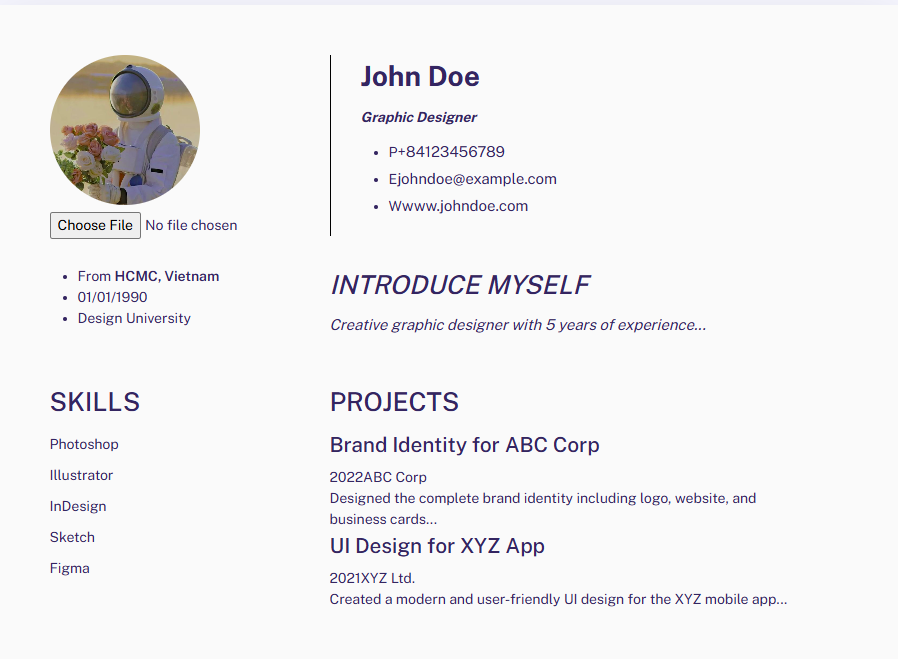 John Doe
Graphic Designer
P+84123456789
Ejohndoe@example.com
Wwww.johndoe.com
Choose File No file chosen
From HCMC, Vietnam
01/01/1990
Design University
INTRODUCE MYSELF
Creative graphic designer with 5 years of experience...
SKILLS
Photoshop
Illustrator
InDesign
Sketch
Figma
PROJECTS
Brand Identity for ABC Corp
2022ABC Corp
Designed the complete brand identity including logo, website, and
business cards...
UI Design for XYZ App
2021XYZ Ltd.
Created a modern and user-friendly UI design for the XYZ mobile app...